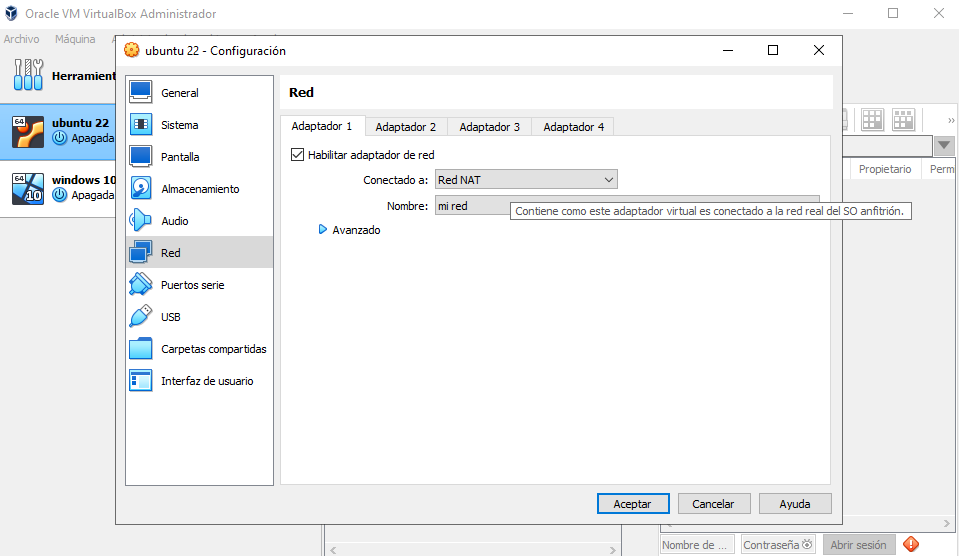 Oracle VM VirtualBox Administrador
Archivo Máquina
ubuntu 22 - Configuración
Herramient
64
ubuntu 22
Apagada
64
10
windows 10
Apagada
General
Sistema
Pantalla
Almacenamiento
Audio
Red
Puertos serie
USB
Carpetas compartidas
Interfaz de usuario
Red
Adaptador 1 Adaptador 2 Adaptador 3 Adaptador 4
Habilitar adaptador de red
Conectado a: Red NAT
Nombre: mi red
Contiene como este adaptador virtual es conectado a la red real del SO anfitrión.
Avanzado
Aceptar Cancelar Ayuda
»
Propietario Perm
Nombre de ... Contraseña Abrir sesión